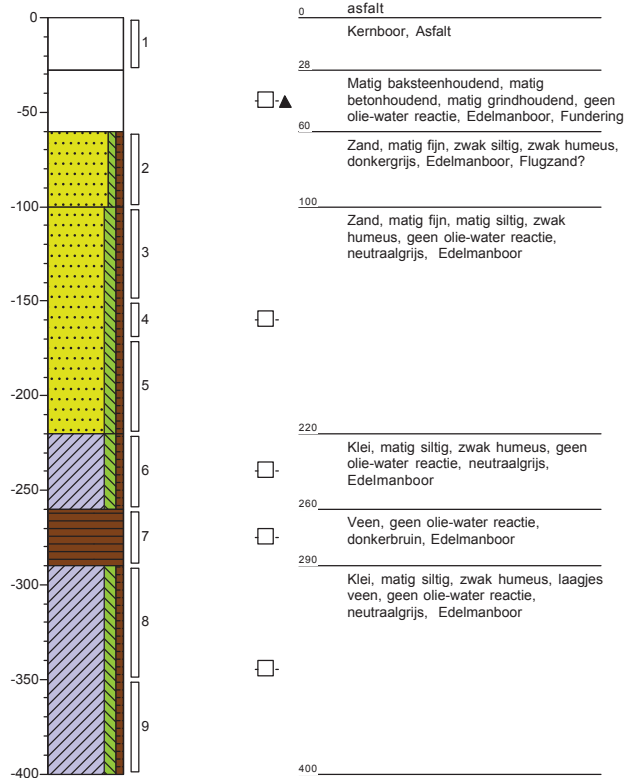 0
-50
-100
-150
-200
-250
-300
-350
-400
1
2
3
4
5
6
7
8
9
0 asfalt
Kernboor, Asfalt
28
Matig baksteenhoudend, matig
betonhoudend, matig grindhoudend, geen
olie-water reactie, Edelmanboor, Fundering
60
Zand, matig fijn, zwak siltig, zwak humeus,
donkergrijs, Edelmanboor, Flugzand?
100
Zand, matig fijn, matig siltig, zwak
humeus, geen olie-water reactie,
neutraalgrijs, Edelmanboor
220
Klei, matig siltig, zwak humeus, geen
olie-water reactie, neutraalgrijs,
Edelmanboor
260
Veen, geen olie-water reactie,
donkerbruin, Edelmanboor
290
Klei, matig siltig, zwak humeus, laagjes
veen, geen olie-water reactie,
neutraalgrijs, Edelmanboor
400